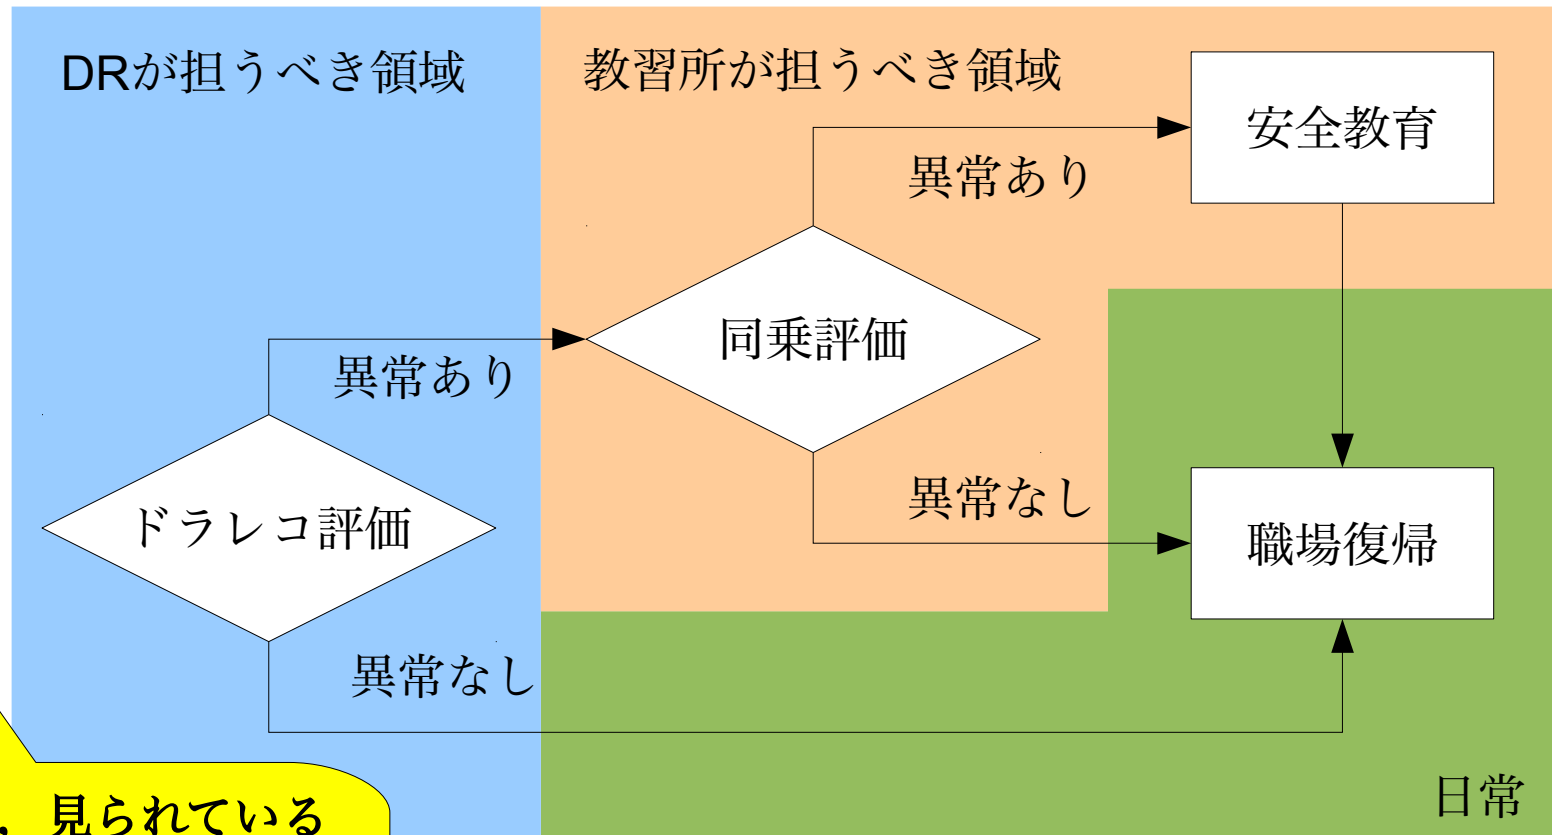 DRが担うべき領域
教習所が担うべき領域
安全教育
異常あり
同乗評価
異常あり
異常なし
ドラレコ評価
職場復帰
異常なし
日常
，見られている